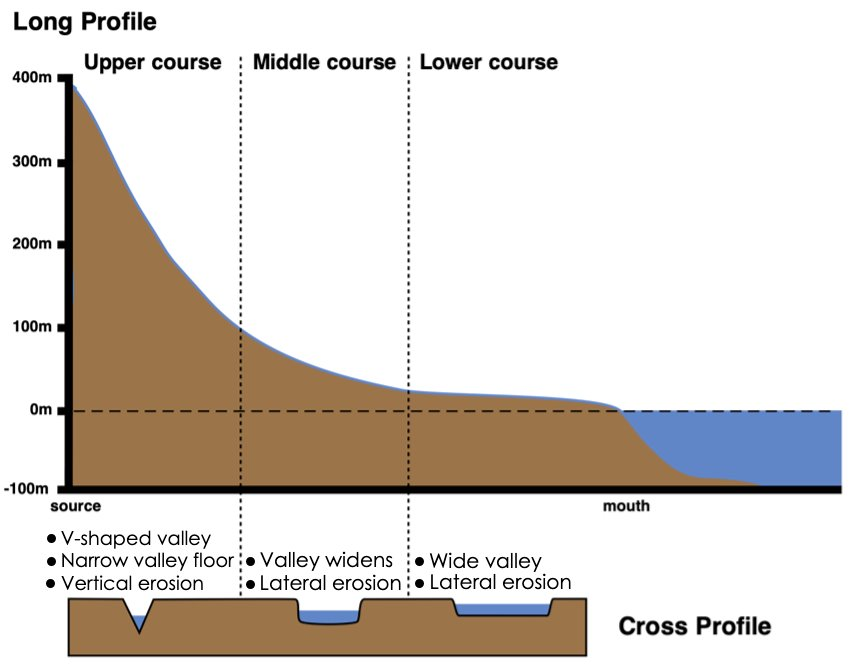 Long Profile
Upper course
Middle course
Lower course
400m
300m
200m
100m
0m
-100m
source
mouth
● V-shaped valley
● Narrow valley floor
● Vertical erosion
● Valley widens
● Lateral erosion
● Wide valley
● Lateral erosion
Cross Profile